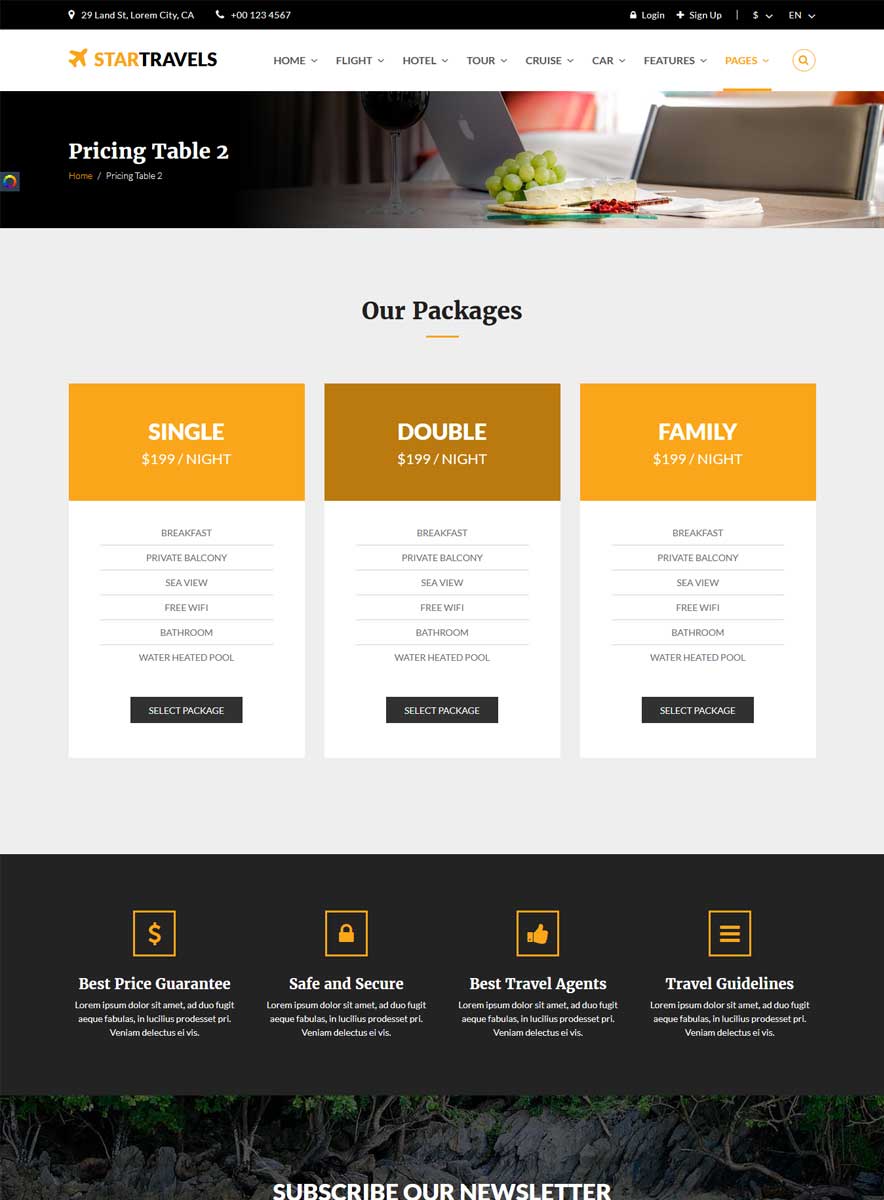 29 Land St, Lorem City, CA +00 123 4567 Login Sign Up | $ EN
STARTRAVELS HOME FLIGHT HOTEL TOUR CRUISE CAR FEATURES PAGES
Pricing Table 2
Home / Pricing Table 2
Our Packages
SINGLE
$199 / NIGHT
BREAKFAST
PRIVATE BALCONY
SEA VIEW
FREE WIFI
BATHROOM
WATER HEATED POOL
SELECT PACKAGE
DOUBLE
$199 / NIGHT
BREAKFAST
PRIVATE BALCONY
SEA VIEW
FREE WIFI
BATHROOM
WATER HEATED POOL
SELECT PACKAGE
FAMILY
$199 / NIGHT
BREAKFAST
PRIVATE BALCONY
SEA VIEW
FREE WIFI
BATHROOM
WATER HEATED POOL
SELECT PACKAGE
$
Best Price Guarantee
Lorem ipsum dolor sit amet, ad duo fugit
aeque fabulas, in lucilius prodesset pri.
Veniam delectus ei vis.
Safe and Secure
Lorem ipsum dolor sit amet, ad duo fugit
aeque fabulas, in lucilius prodesset pri.
Veniam delectus ei vis.
Best Travel Agents
Lorem ipsum dolor sit amet, ad duo fugit
aeque fabulas, in lucilius prodesset pri.
Veniam delectus ei vis.
Travel Guidelines
Lorem ipsum dolor sit amet, ad duo fugit
aeque fabulas, in lucilius prodesset pri.
Veniam delectus ei vis.
SUBSCRIBE OUR NEWSLETTER